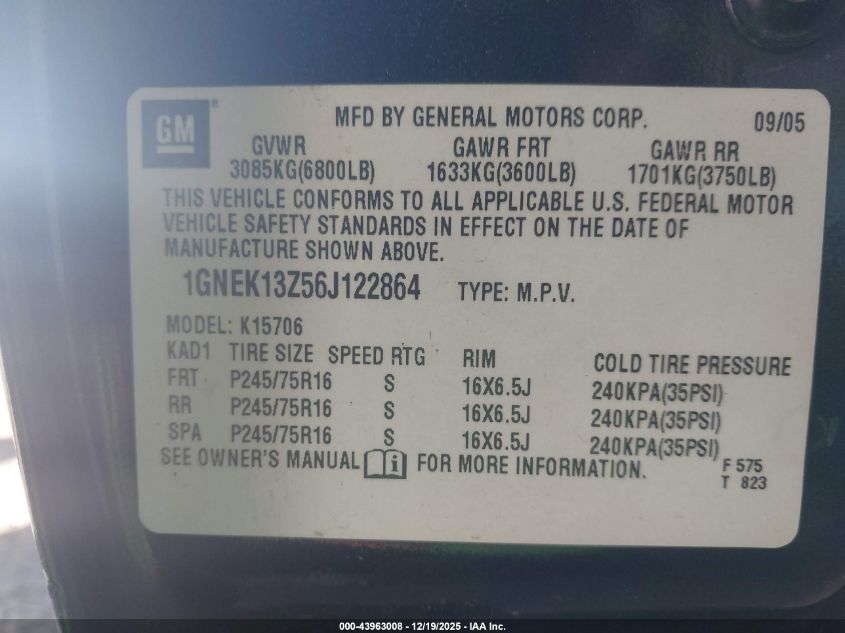 GM®
MFD BY GENERAL MOTORS CORP. 09/05
GVWR GAWR FRT GAWR RR
3085KG(6800LB) 1633KG(3600LB) 1701KG(3750LB)
THIS VEHICLE CONFORMS TO ALL APPLICABLE U.S. FEDERAL MOTOR
VEHICLE SAFETY STANDARDS IN EFFECT ON THE DATE OF
MANUFACTURE SHOWN ABOVE.
1GNEK13Z56J122864 TYPE: M.P.V.
MODEL: K15706
KAD1 TIRE SIZE SPEED RTG RIM COLD TIRE PRESSURE
FRT P245/75R16 S 16X6.5J 240KPA(35PSI)
RR P245/75R16 S 16X6.5J 240KPA(35PSI)
SPA P245/75R16 S 16X6.5J 240KPA(35PSI)
SEE OWNER'S MANUAL i FOR MORE INFORMATION.
F 575
T 823
000-43963008 - 12/19/2025 - IAA Inc.